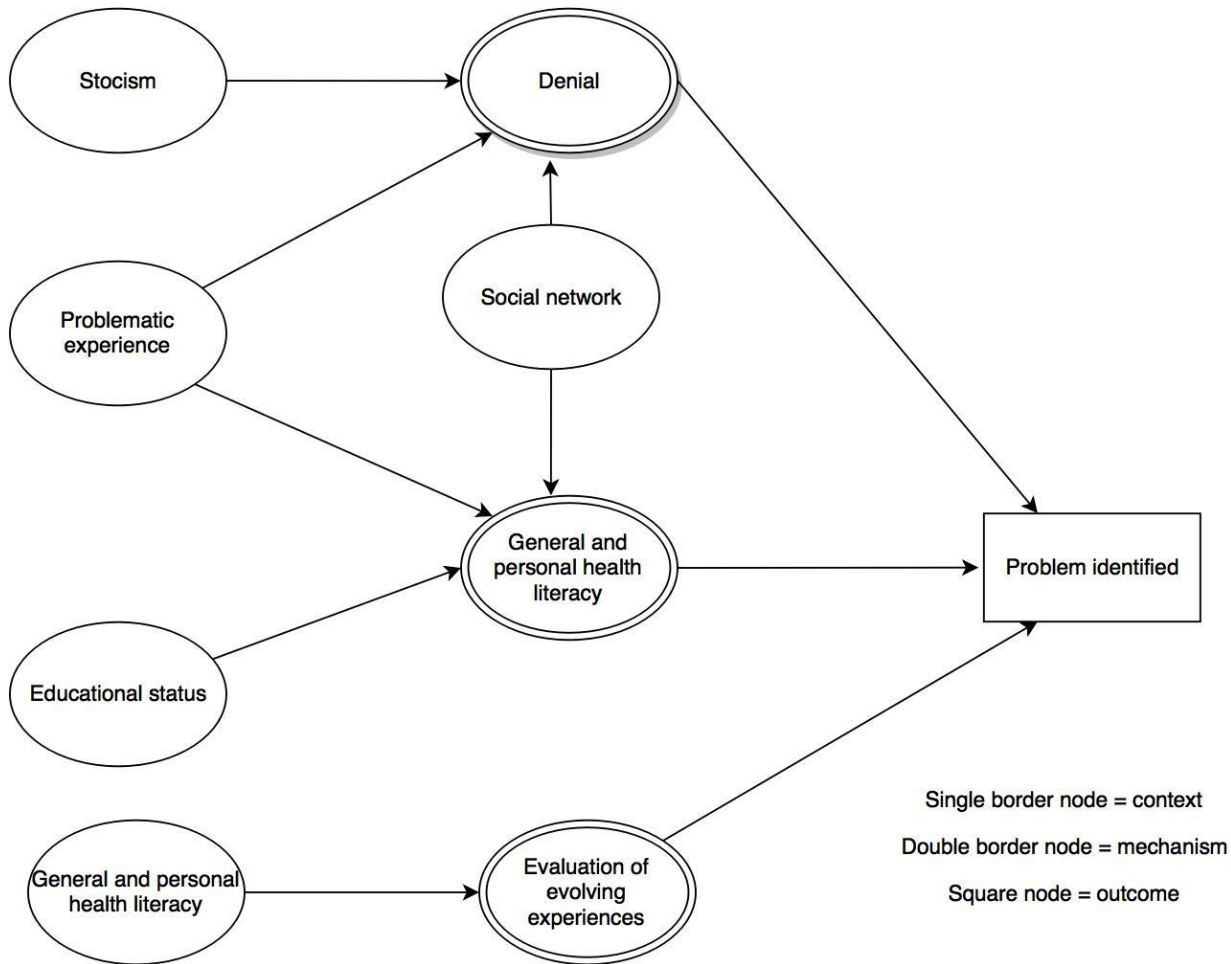 Stocism
Denial
Social network
Problematic
experience
General and
personal health
literacy
Problem identified
Educational status
General and personal
health literacy
Evaluation of
evolving
experiences
Single border node = context
Double border node = mechanism
Square node = outcome